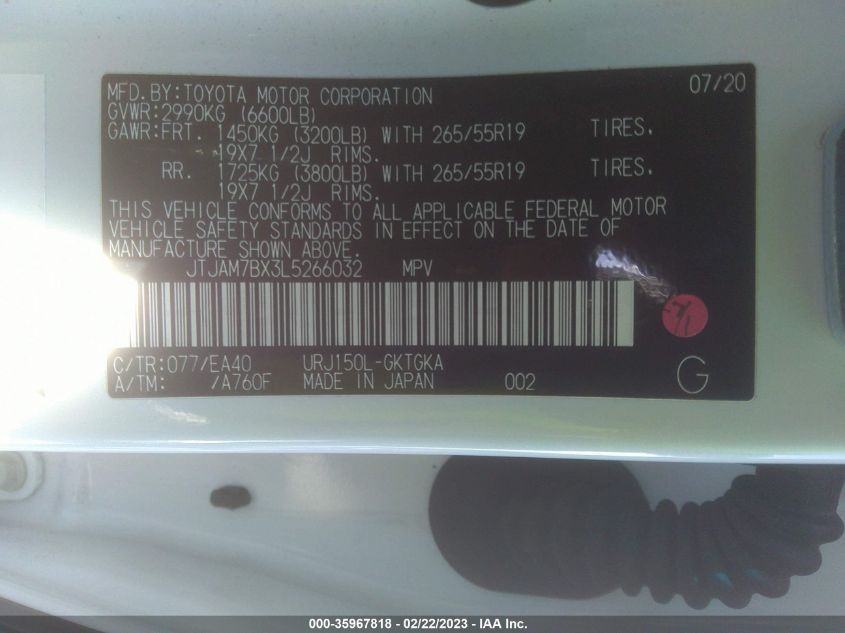 MFD.BY:TOYOTA MOTOR CORPORATION 07/20
GVWR:2990KG (6600LB)
GAWR:FRT. 1450KG (3200LB) WITH 265/55R19 TIRES.
19X7 1/2J RIMS.
RR. 1725KG (3800LB) WITH 265/55R19 TIRES.
19X7 1/2J RIMS.
THIS VEHICLE CONFORMS TO ALL APPLICABLE FEDERAL MOTOR
VEHICLE SAFETY STANDARDS IN EFFECT ON THE DATE OF
MANUFACTURE SHOWN ABOVE.
JTJAM7BX3L5266032 MPV
C/TR:077/EA40 URJ150L-GKTGKA
A/TM: /A760F MADE IN JAPAN 002 G
000-35967818 - 02/22/2023 - IAA Inc.